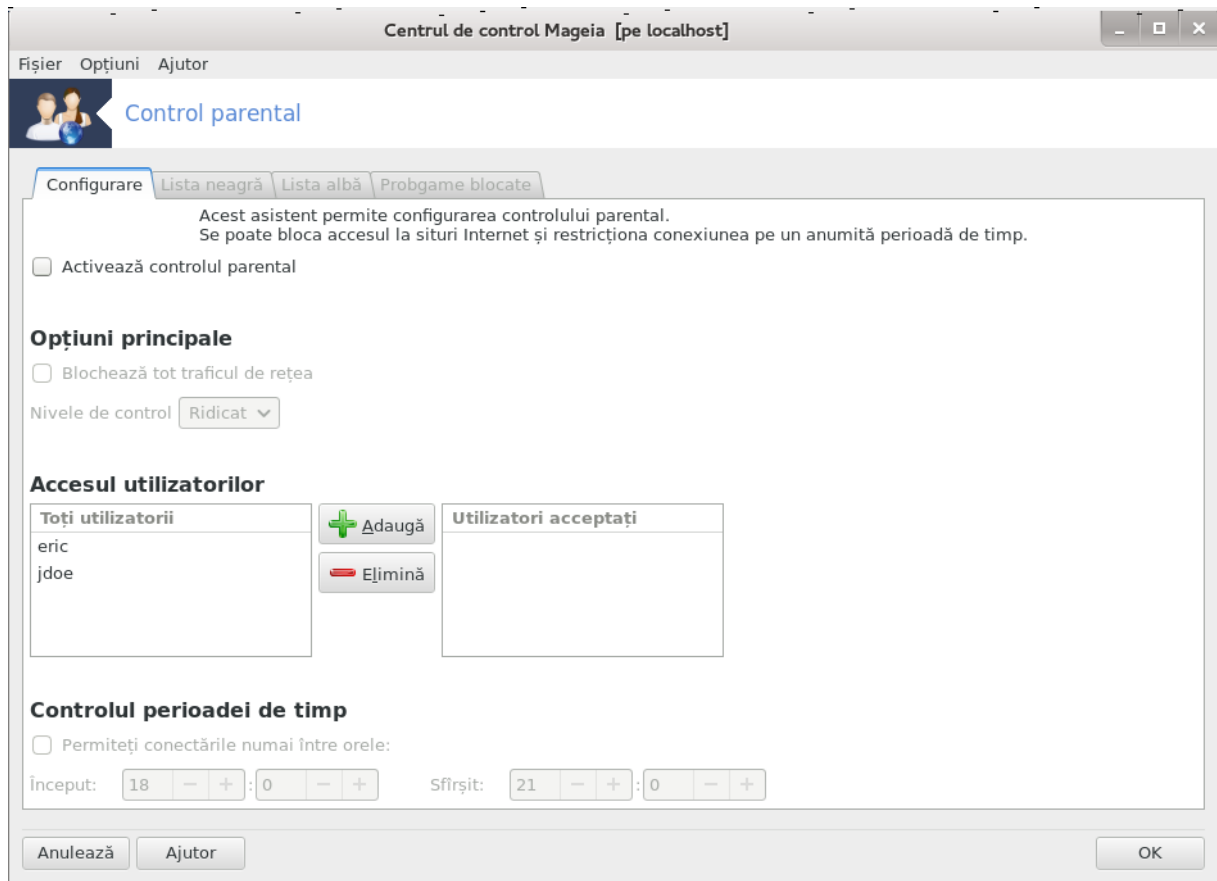 Centrul de control Mageia [pe localhost]
Fișier Opțiuni Ajutor
Control parental
Configurare Lista neagră Lista albă Probgame blocate
Acest asistent permite configurarea controlului parental.
Se poate bloca accesul la situri Internet și restricționa conexiunea pe un anumită perioadă de timp.
Activează controlul parental
Opțiuni principale
Blochează tot traficul de rețea
Nivele de control Ridicat
Accesul utilizatorilor
Toți utilizatorii Adaugă Utilizatori acceptați
eric
jdoe Elimină
Controlul perioadei de timp
Permiteți conectările numai între orele:
Început: 18 − + : 0 − + Sfîrșit: 21 − + : 0 − +
Anulează Ajutor OK